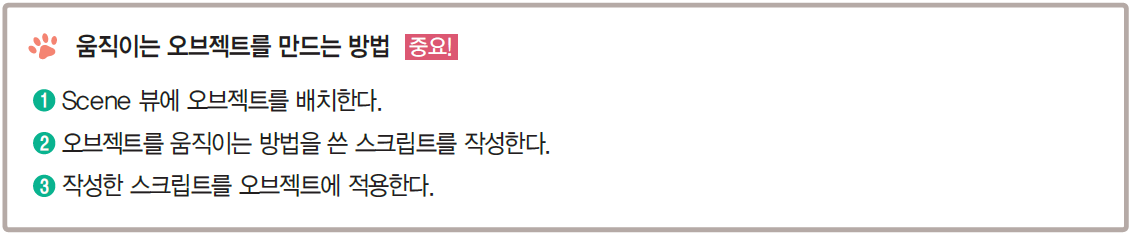 움직이는 오브젝트를 만드는 방법 중요!
1 Scene 뷰에 오브젝트를 배치한다.
2 오브젝트를 움직이는 방법을 쓴 스크립트를 작성한다.
3 작성한 스크립트를 오브젝트에 적용한다.